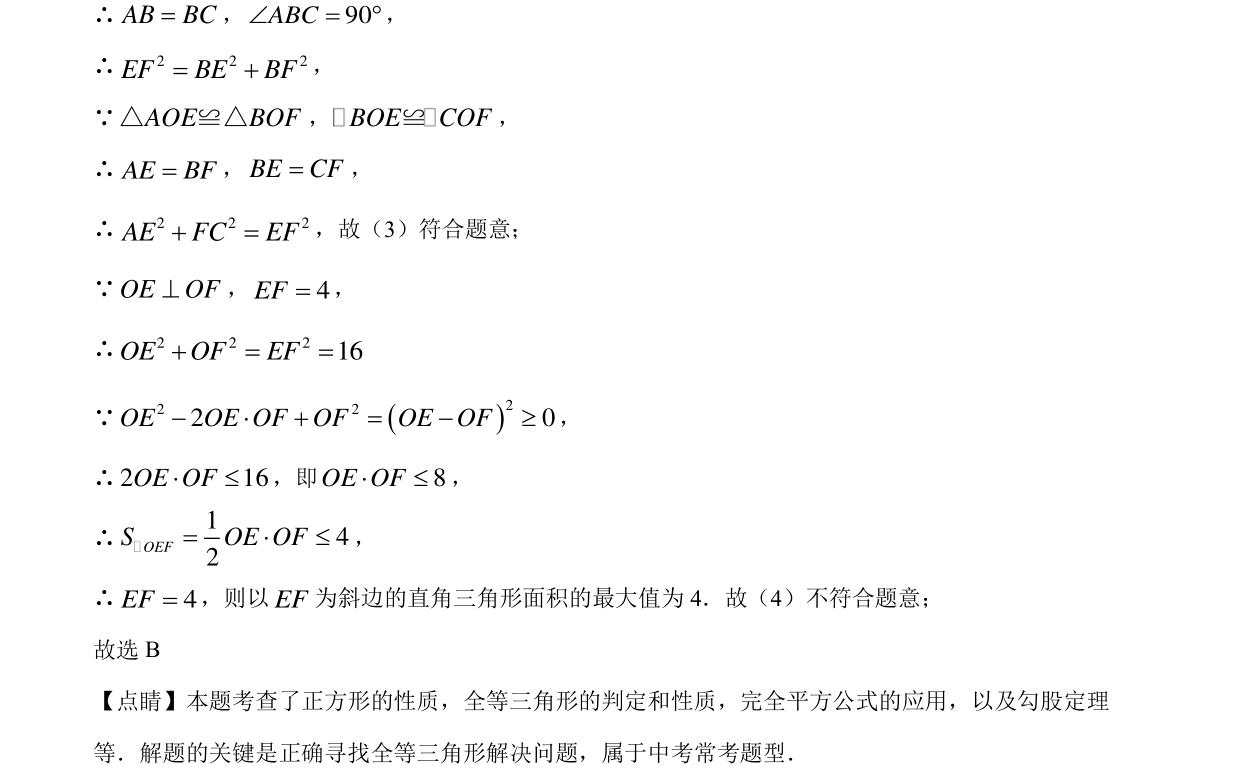 ∴ AB = BC，∠ABC = 90°，
∴ EF² = BE² + BF²，
∵ △AOE≌△BOF，□BOE≌□COF，
∴ AE = BF，BE = CF，
∴ AE² + FC² = EF²，故（3）符合题意；
∵ OE ⊥ OF，EF = 4，
∴ OE² + OF² = EF² = 16
∵ OE² − 2OE·OF + OF² = (OE − OF)² ≥ 0，
∴ 2OE·OF ≤ 16，即 OE·OF ≤ 8，
∴ S□OEF = 1/2 OE·OF ≤ 4，
∴ EF = 4，则以 EF 为斜边的直角三角形面积的最大值为 4．故（4）不符合题意；
故选 B
【点睛】本题考查了正方形的性质，全等三角形的判定和性质，完全平方公式的应用，以及勾股定理
等．解题的关键是正确寻找全等三角形解决问题，属于中考常考题型．